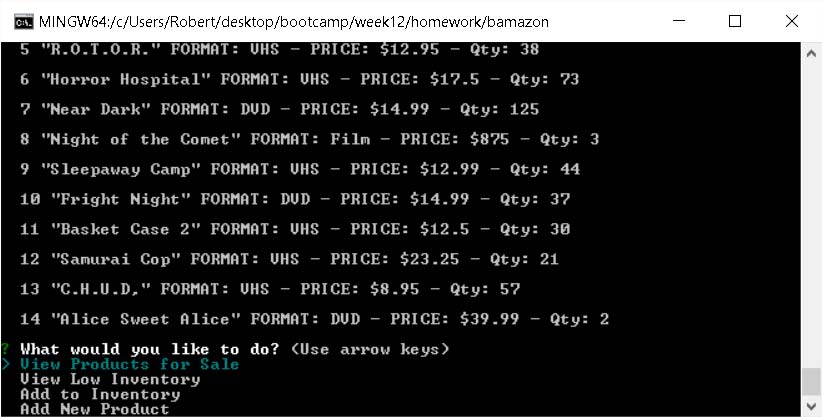 MINGW64:/c/Users/Robert/desktop/bootcamp/week12/homework/bamazon
5 "R.O.T.O.R." FORMAT: VHS - PRICE: $12.95 - Qty: 38
6 "Horror Hospital" FORMAT: VHS - PRICE: $17.5 - Qty: 73
7 "Near Dark" FORMAT: DVD - PRICE: $14.99 - Qty: 125
8 "Night of the Comet" FORMAT: Film - PRICE: $875 - Qty: 3
9 "Sleepaway Camp" FORMAT: VHS - PRICE: $12.99 - Qty: 44
10 "Fright Night" FORMAT: DVD - PRICE: $14.99 - Qty: 37
11 "Basket Case 2" FORMAT: VHS - PRICE: $12.5 - Qty: 30
12 "Samurai Cop" FORMAT: VHS - PRICE: $23.25 - Qty: 21
13 "C.H.U.D," FORMAT: VHS - PRICE: $8.95 - Qty: 57
14 "Alice Sweet Alice" FORMAT: DVD - PRICE: $39.99 - Qty: 2
? What would you like to do? (Use arrow keys)
> View Products for Sale
View Low Inventory
Add to Inventory
Add New Product